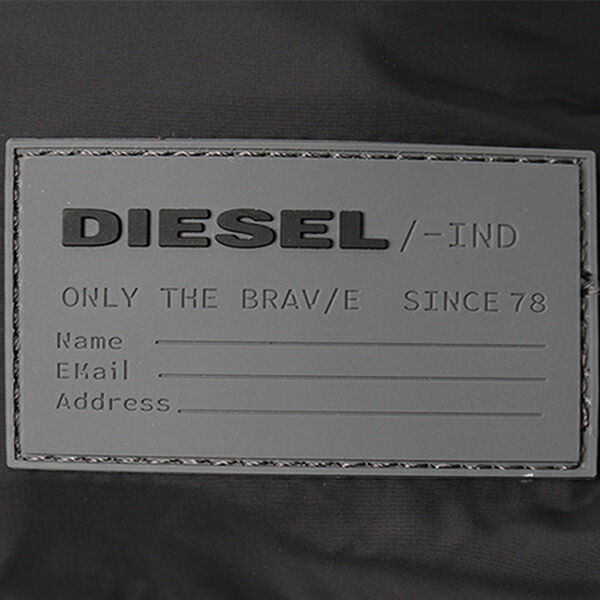 DIESEL /-IND
ONLY THE BRAV/E SINCE 78
Name
EMail
Address